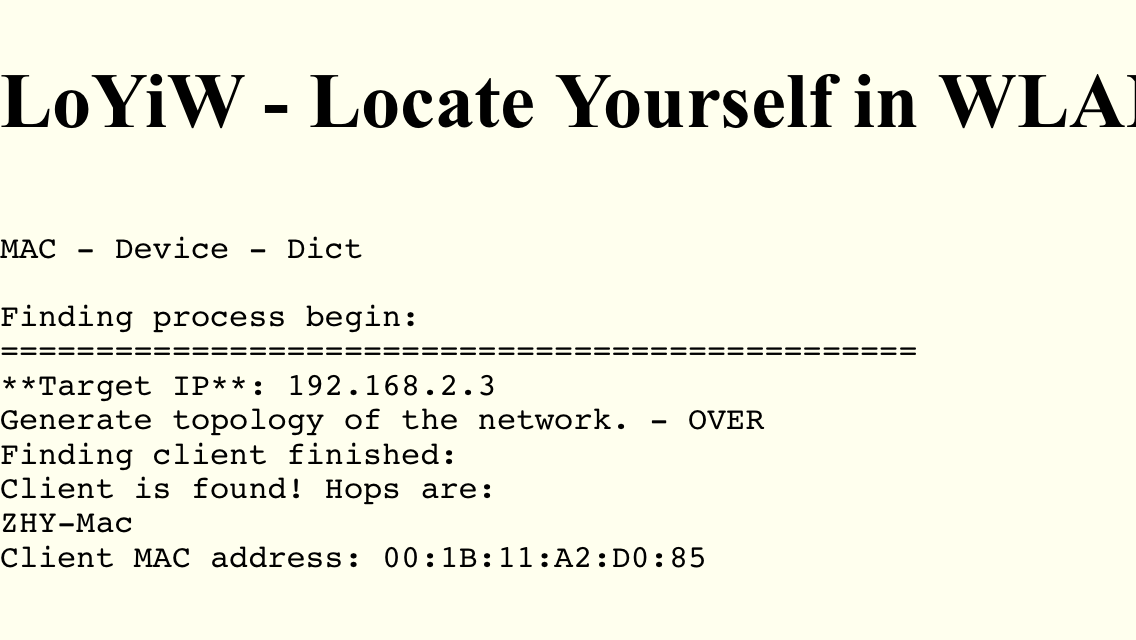 LoYiW - Locate Yourself in WLA
MAC - Device - Dict
Finding process begin:
================================================
**Target IP**: 192.168.2.3
Generate topology of the network. - OVER
Finding client finished:
Client is found! Hops are:
ZHY-Mac
Client MAC address: 00:1B:11:A2:D0:85